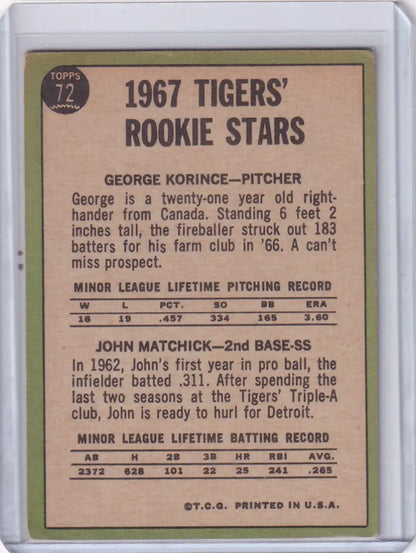 TOPPS
72
1967 TIGERS'
ROOKIE STARS
GEORGE KORINCE—PITCHER
George is a twenty-one year old right-
hander from Canada. Standing 6 feet 2
inches tall, the fireballer struck out 183
batters for his farm club in '66. A can't
miss prospect.
MINOR LEAGUE LIFETIME PITCHING RECORD
W L PCT. SO BB ERA
16 19 .457 334 165 3.60
JOHN MATCHICK—2nd BASE-SS
In 1962, John's first year in pro ball, the
infielder batted .311. After spending the
last two seasons at the Tigers' Triple-A
club, John is ready to hurl for Detroit.
MINOR LEAGUE LIFETIME BATTING RECORD
AB H 2B 3B HR RBI AVG.
2372 628 101 22 25 241 .265
©T.C.G. PRINTED IN U.S.A.